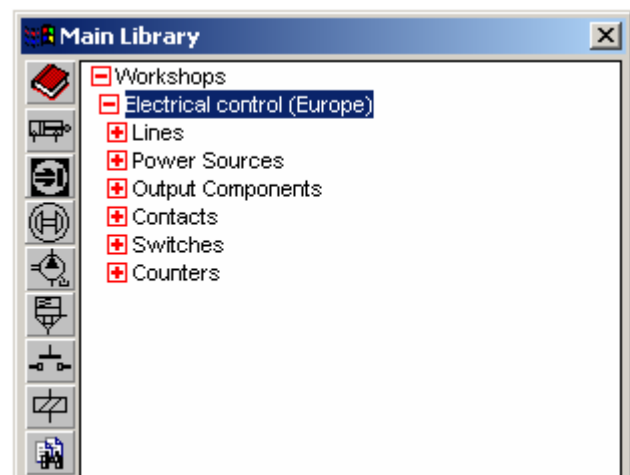 Main Library
Workshops
Electrical control (Europe)
Lines
Power Sources
Output Components
Contacts
Switches
Counters